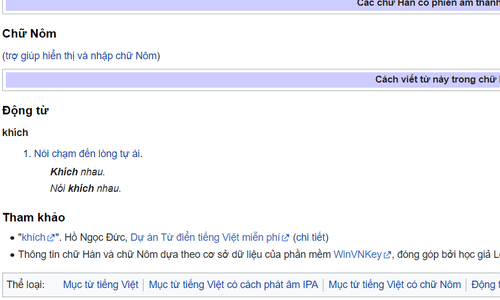 Các chữ Hán có phiên âm thành
Chữ Nôm
(trợ giúp hiển thị và nhập chữ Nôm)
Cách viết từ này trong chữ
Động từ
khích
1. Nói chạm đến lòng tự ái.
Khích nhau.
Nói khích nhau.
Tham khảo
• "khích". Hồ Ngọc Đức, Dự án Từ điển tiếng Việt miễn phí (chi tiết)
• Thông tin chữ Hán và chữ Nôm dựa theo cơ sở dữ liệu của phần mềm WinVNKey, đóng góp bởi học giả
Thể loại: Mục từ tiếng Việt | Mục từ tiếng Việt có cách phát âm IPA | Mục từ tiếng Việt có chữ Nôm | Động